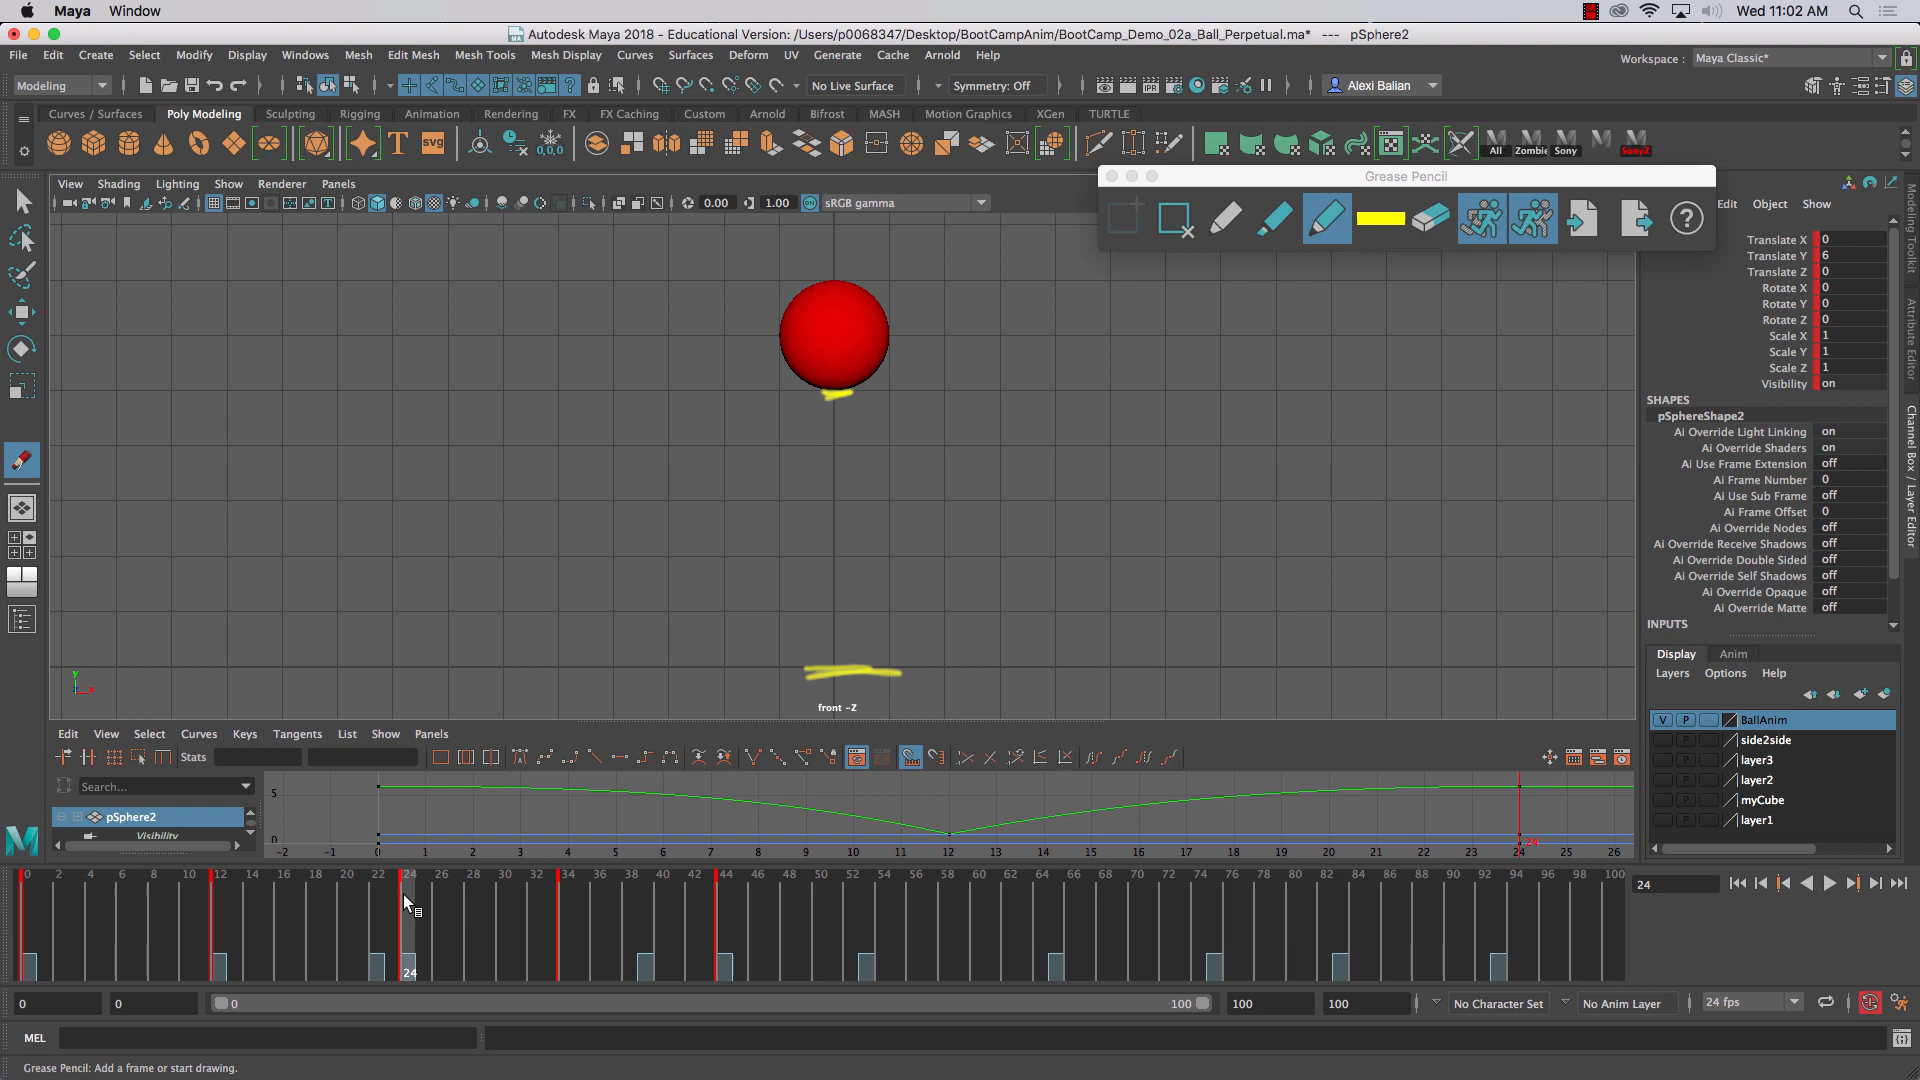 Maya Window Wed 11:02 AM
Autodesk Maya 2018 - Educational Version: /Users/p0068347/Desktop/BootCampAnim/BootCamp_Demo_02a_Ball_Perpetual.ma* --- pSphere2
File Edit Create Select Modify Display Windows Mesh Edit Mesh Mesh Tools Mesh Display Curves Surfaces Deform UV Generate Cache Arnold Help Workspace : Maya Classic*
Modeling No Live Surface Symmetry: Off Alexi Balian
Curves / Surfaces Poly Modeling Sculpting Rigging Animation Rendering FX FX Caching Custom Arnold Bifrost MASH Motion Graphics XGen TURTLE
T SVG 0,0,0 All Zombie Sony SonyZ
View Shading Lighting Show Renderer Panels
Grease Pencil
0.00 1.00 sRGB gamma
Edit Object Show
Translate X 0
Translate Y 6
Translate Z 0
Rotate X 0
Rotate Y 0
Rotate Z 0
Scale X 1
Scale Y 1
Scale Z 1
Visibility on
SHAPES
pSphereShape2
Ai Override Light Linking on
Ai Override Shaders on
Ai Use Frame Extension off
Ai Frame Number 0
Ai Use Sub Frame off
Ai Frame Offset 0
Ai Override Nodes off
Ai Override Receive Shadows off
Ai Override Double Sided off
Ai Override Self Shadows off
Ai Override Opaque off
Ai Override Matte off
INPUTS
Modeling Toolkit
Attribute Editor
Channel Box / Layer Editor
y
x
front -Z
Display Anim
Layers Options Help
V P BallAnim
P side2side
P layer3
P layer2
P myCube
P layer1
Edit View Select Curves Keys Tangents List Show Panels
Stats
Search...
pSphere2
Visibility
5
0
24
-2 -1 0 1 2 3 4 5 6 7 8 9 10 11 12 13 14 15 16 17 18 19 20 21 22 23 24 25 26
0 2 4 6 8 10 12 14 16 18 20 22 24 26 28 30 32 34 36 38 40 42 44 46 48 50 52 54 56 58 60 62 64 66 68 70 72 74 76 78 80 82 84 86 88 90 92 94 96 98 100
24
24
0 0 0 100 100 100 No Character Set No Anim Layer 24 fps
MEL
Grease Pencil: Add a frame or start drawing.